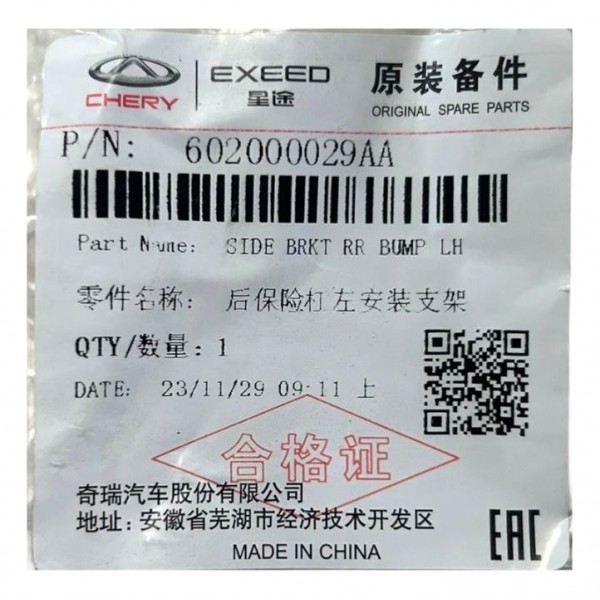 CHERY
EXEED
星途
原装备件
ORIGINAL SPARE PARTS
P/N: 602000029AA
Part Name: SIDE BRKT RR BUMP LH
零件名称: 后保险杠左安装支架
QTY/数量: 1
DATE: 23/11/29 09:11 上
合格证
奇瑞汽车股份有限公司
地址: 安徽省芜湖市经济技术开发区
MADE IN CHINA
EAC